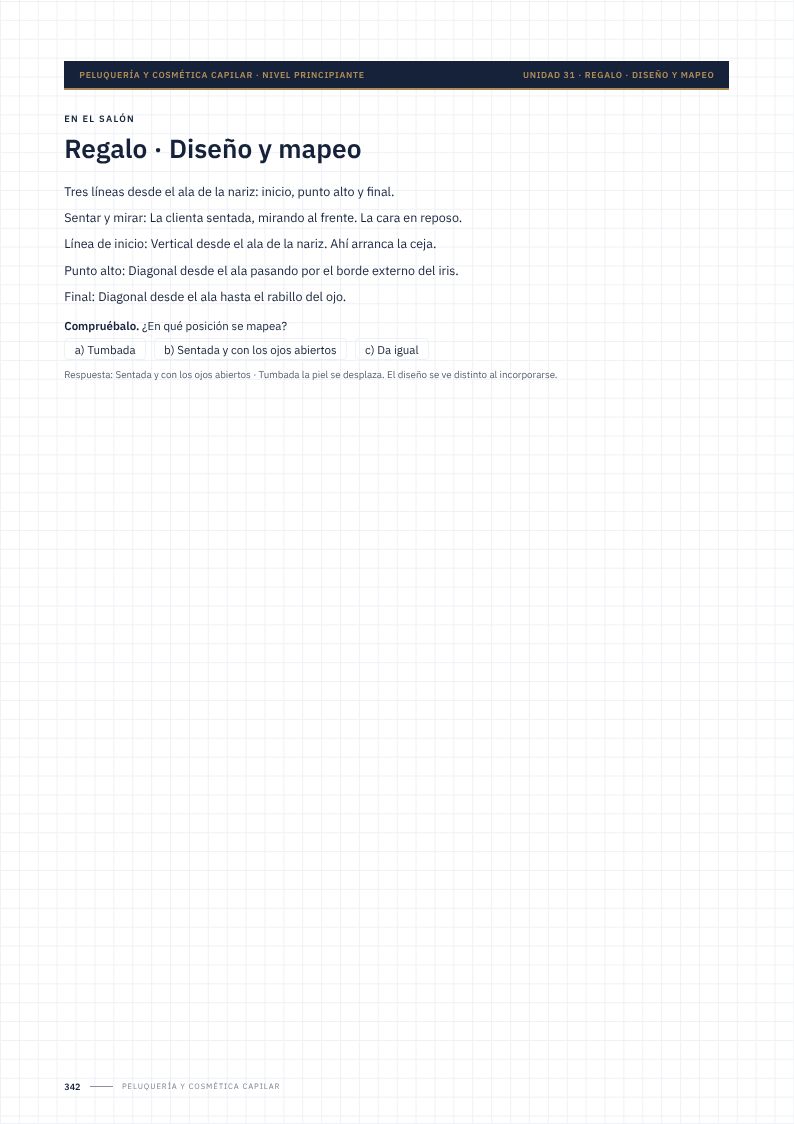 PELUQUERÍA Y COSMÉTICA CAPILAR · NIVEL PRINCIPIANTE
UNIDAD 31 · REGALO · DISEÑO Y MAPEO
EN EL SALÓN
Regalo · Diseño y mapeo
Tres líneas desde el ala de la nariz: inicio, punto alto y final.
Sentar y mirar: La clienta sentada, mirando al frente. La cara en reposo.
Línea de inicio: Vertical desde el ala de la nariz. Ahí arranca la ceja.
Punto alto: Diagonal desde el ala pasando por el borde externo del iris.
Final: Diagonal desde el ala hasta el rabillo del ojo.
Compruébalo. ¿En qué posición se mapea?
a) Tumbada b) Sentada y con los ojos abiertos c) Da igual
Respuesta: Sentada y con los ojos abiertos · Tumbada la piel se desplaza. El diseño se ve distinto al incorporarse.
342 PELUQUERÍA Y COSMÉTICA CAPILAR